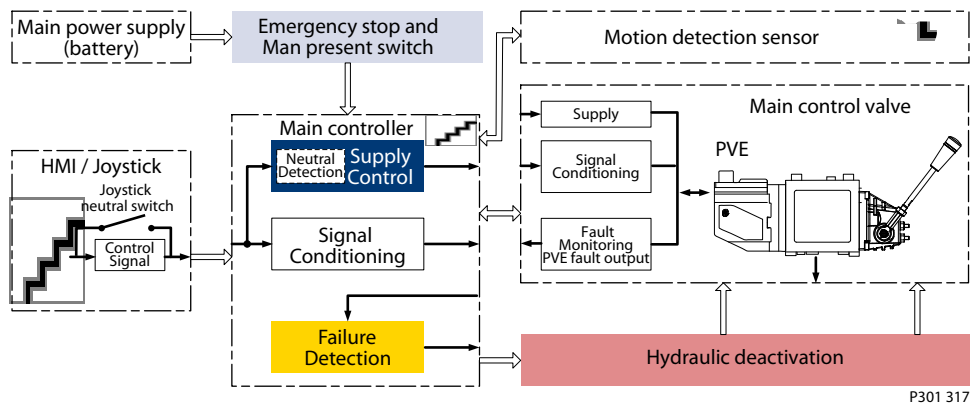 Main power supply
(battery)
Emergency stop and
Man present switch
Motion detection sensor
Main controller
Neutral
Detection
Supply
Control
Supply
Signal
Conditioning
Fault
Monitoring
PVE fault output
Main control valve
PVE
HMI / Joystick
Joystick
neutral switch
Control
Signal
Signal
Conditioning
Failure
Detection
Hydraulic deactivation
P301 317